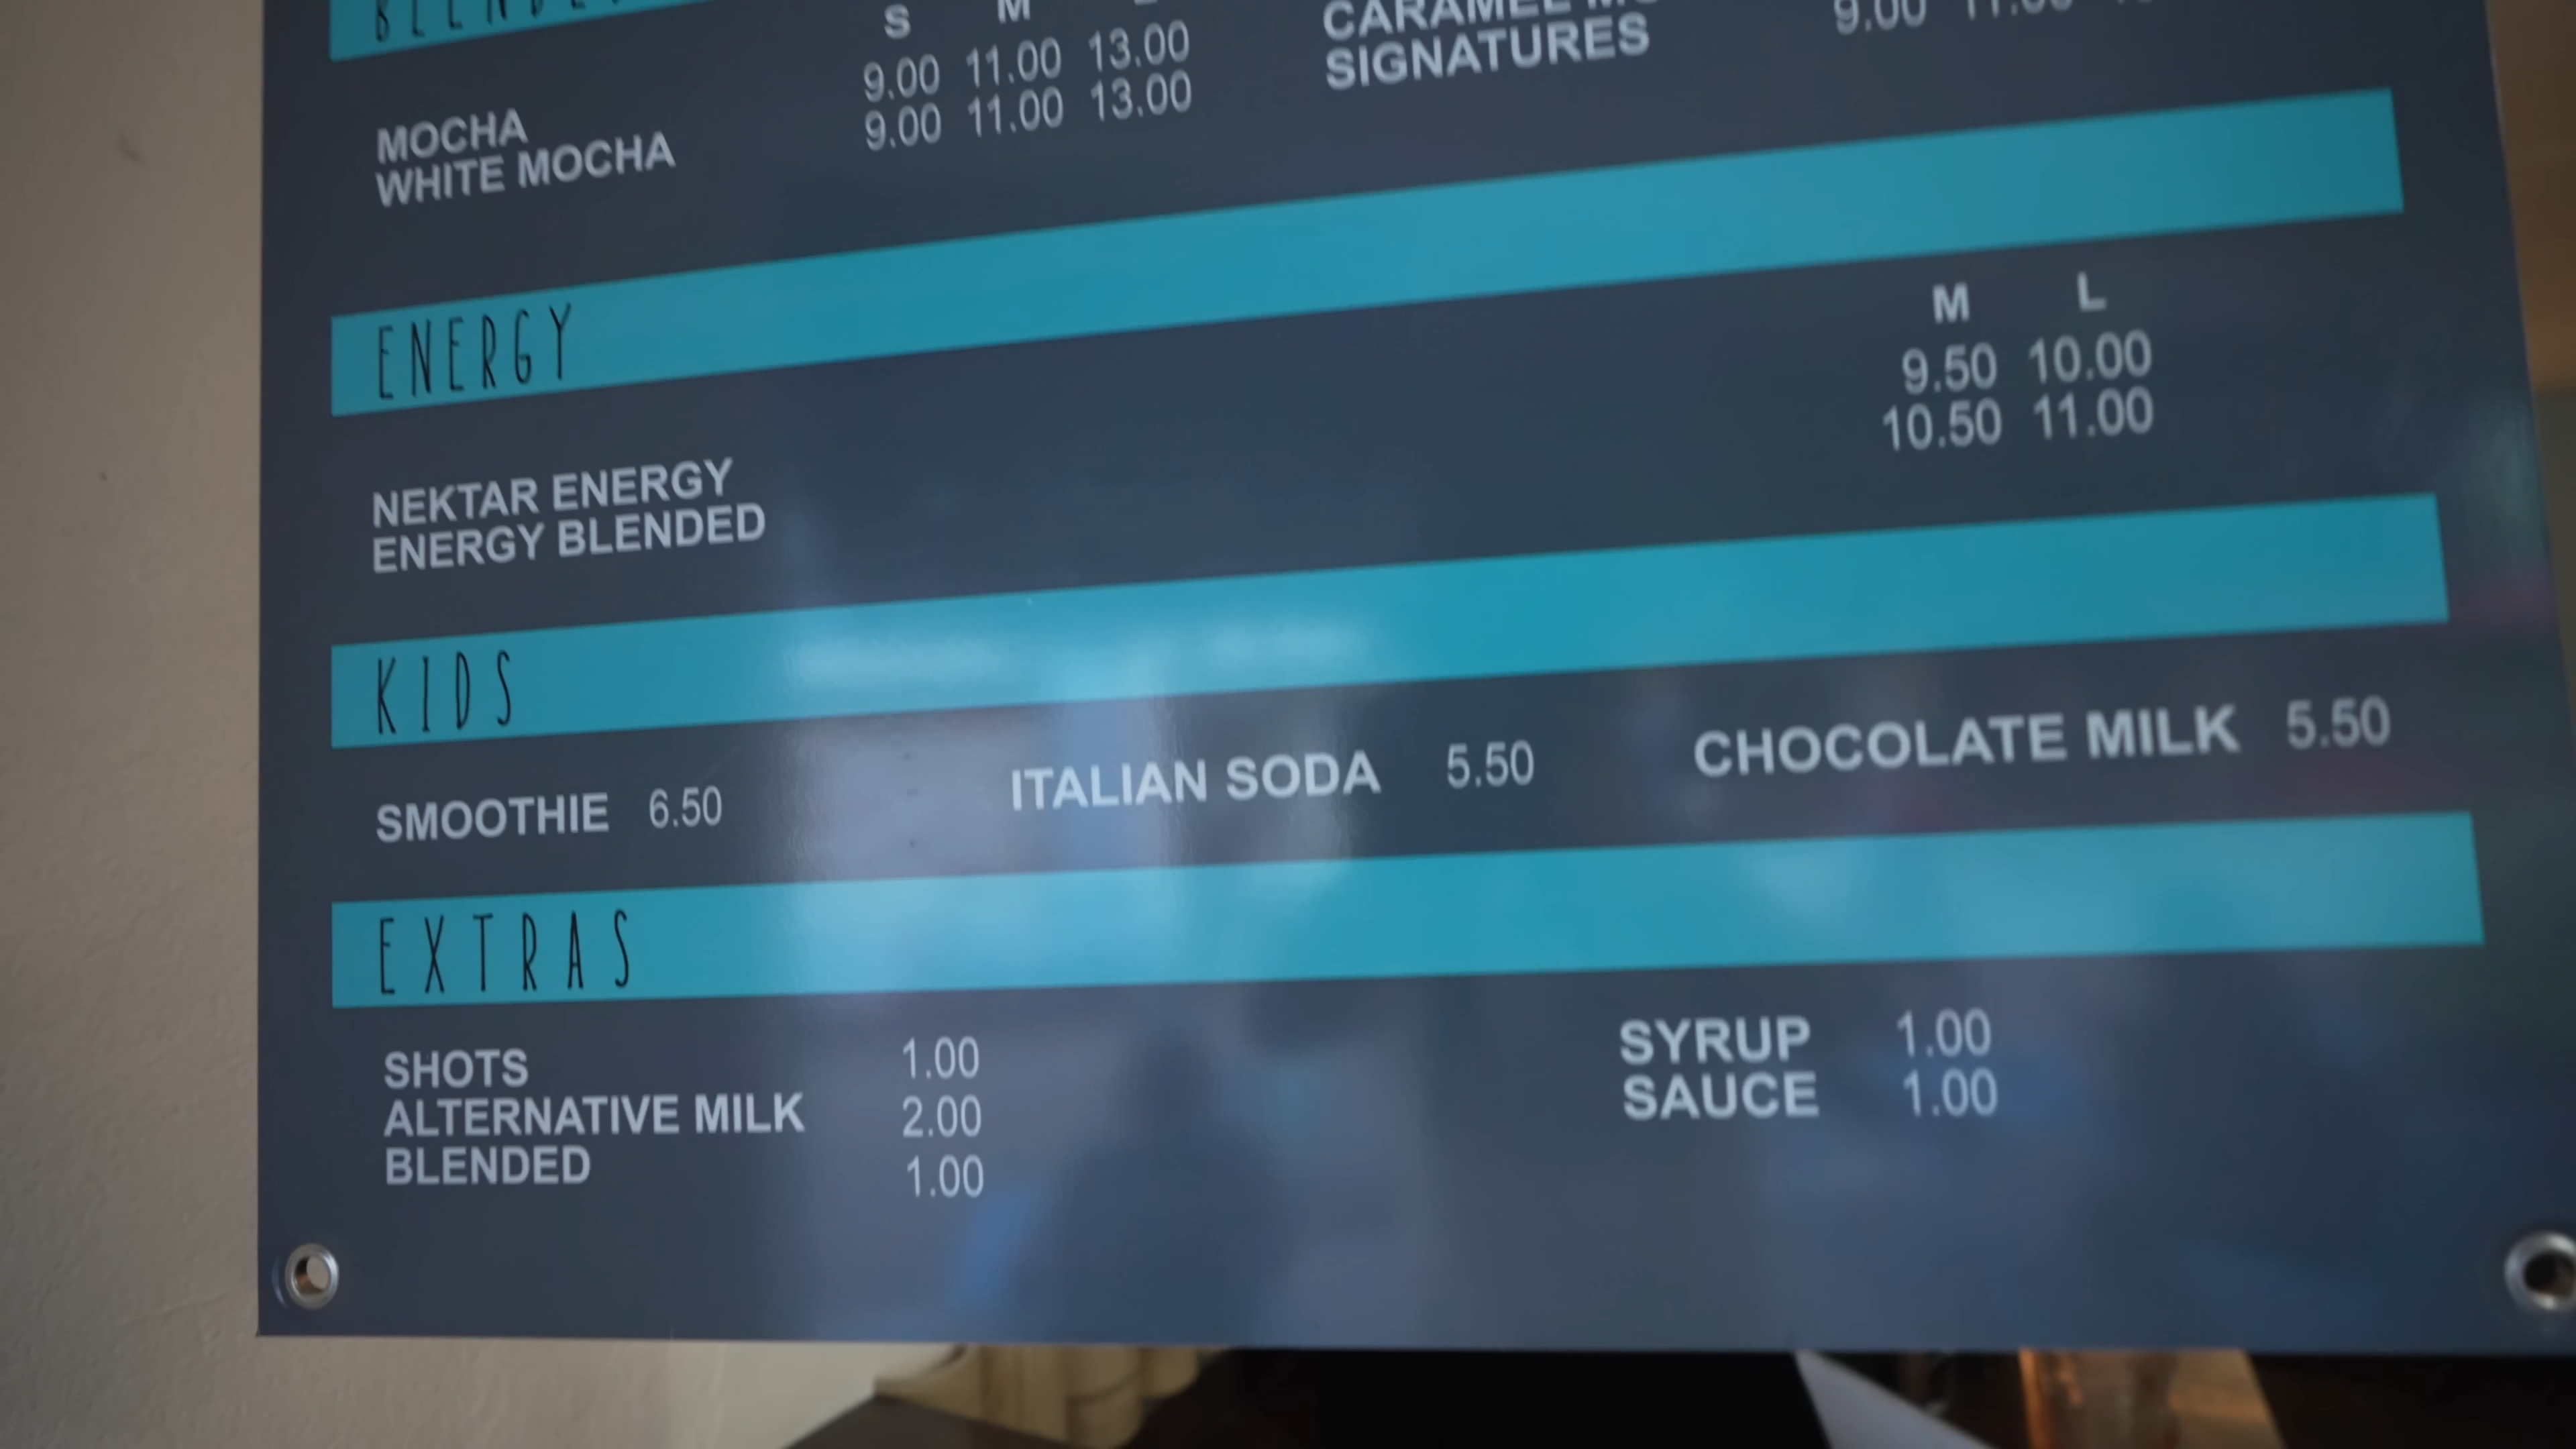 S M
MOCHA 9.00 11.00 13.00
WHITE MOCHA 9.00 11.00 13.00
CARAMEL 9.00 11.00
SIGNATURES
ENERGY
M L
NEKTAR ENERGY 9.50 10.00
ENERGY BLENDED 10.50 11.00
KIDS
SMOOTHIE 6.50 ITALIAN SODA 5.50 CHOCOLATE MILK 5.50
EXTRAS
SHOTS 1.00 SYRUP 1.00
ALTERNATIVE MILK 2.00 SAUCE 1.00
BLENDED 1.00